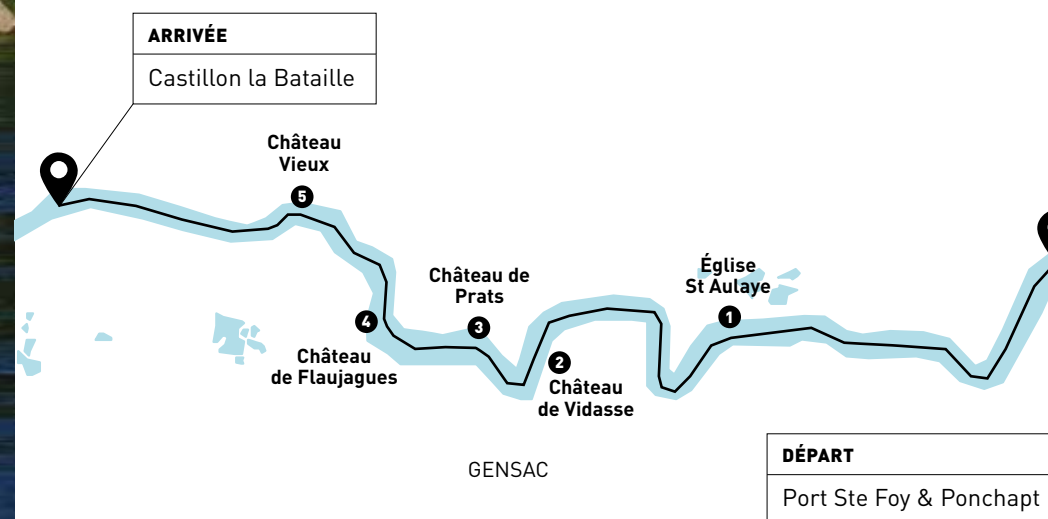 ARRIVÉE
Castillon la Bataille
Château
Vieux
5
Église
St Aulaye
1
Château de
Prats
3
4
Château
de Flaujagues
2
Château
de Vidasse
GENSAC
DÉPART
Port Ste Foy & Ponchapt